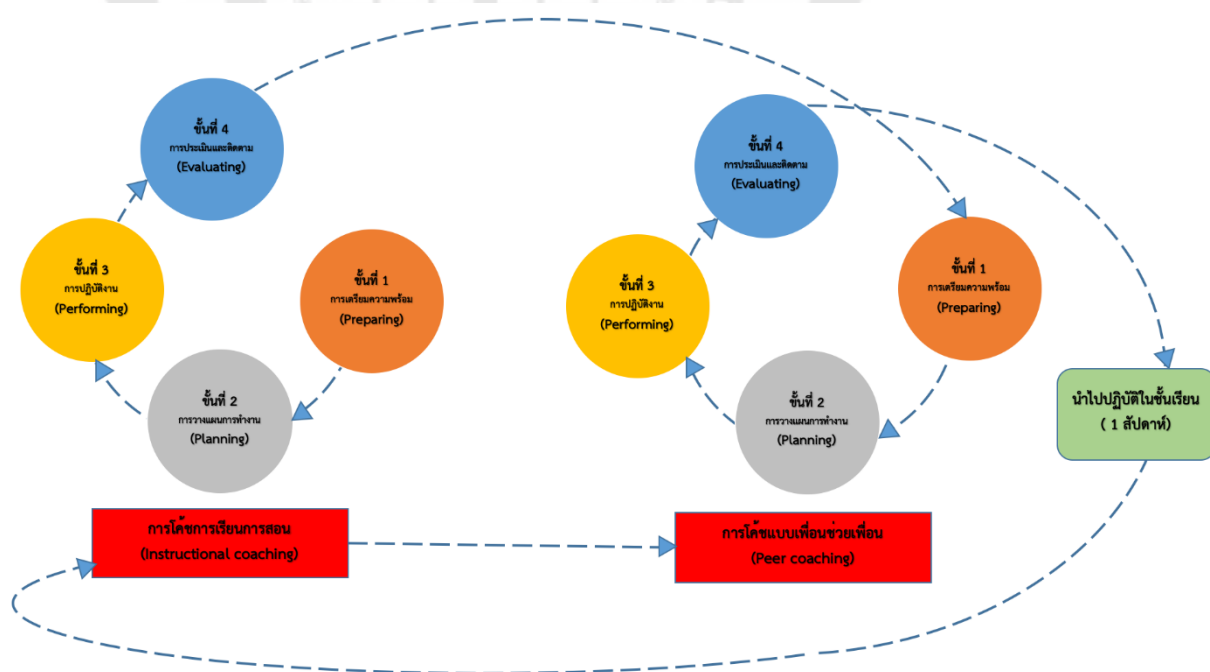 ขั้นที่ 4
การประเมินและติดตาม
(Evaluating)
ขั้นที่ 3
การปฏิบัติงาน
(Performing)
ขั้นที่ 1
การเตรียมความพร้อม
(Preparing)
ขั้นที่ 2
การวางแผนการทำงาน
(Planning)
การโค้ชการเรียนการสอน
(Instructional coaching)
ขั้นที่ 4
การประเมินและติดตาม
(Evaluating)
ขั้นที่ 3
การปฏิบัติงาน
(Performing)
ขั้นที่ 1
การเตรียมความพร้อม
(Preparing)
ขั้นที่ 2
การวางแผนการทำงาน
(Planning)
การโค้ชแบบเพื่อนช่วยเพื่อน
(Peer coaching)
นำไปปฏิบัติในชั้นเรียน
( 1 สัปดาห์)